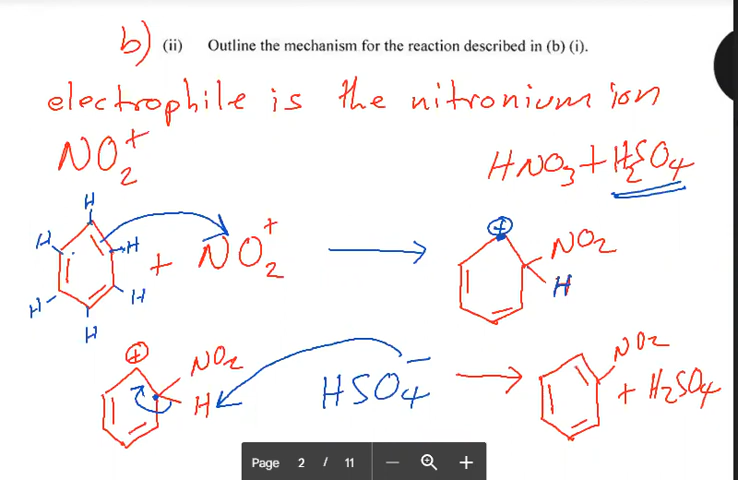 b) (ii) Outline the mechanism for the reaction described in (b) (i).
electrophile is the nitronium ion
NO₂⁺
HNO₃ + H₂SO₄
H
H H + NO₂⁺ ⟶ ⊕ NO₂
H H H
H
⊕ NO₂ H HSO₄⁻ ⟶ NO₂ + H₂SO₄
Page 2 / 11 − +